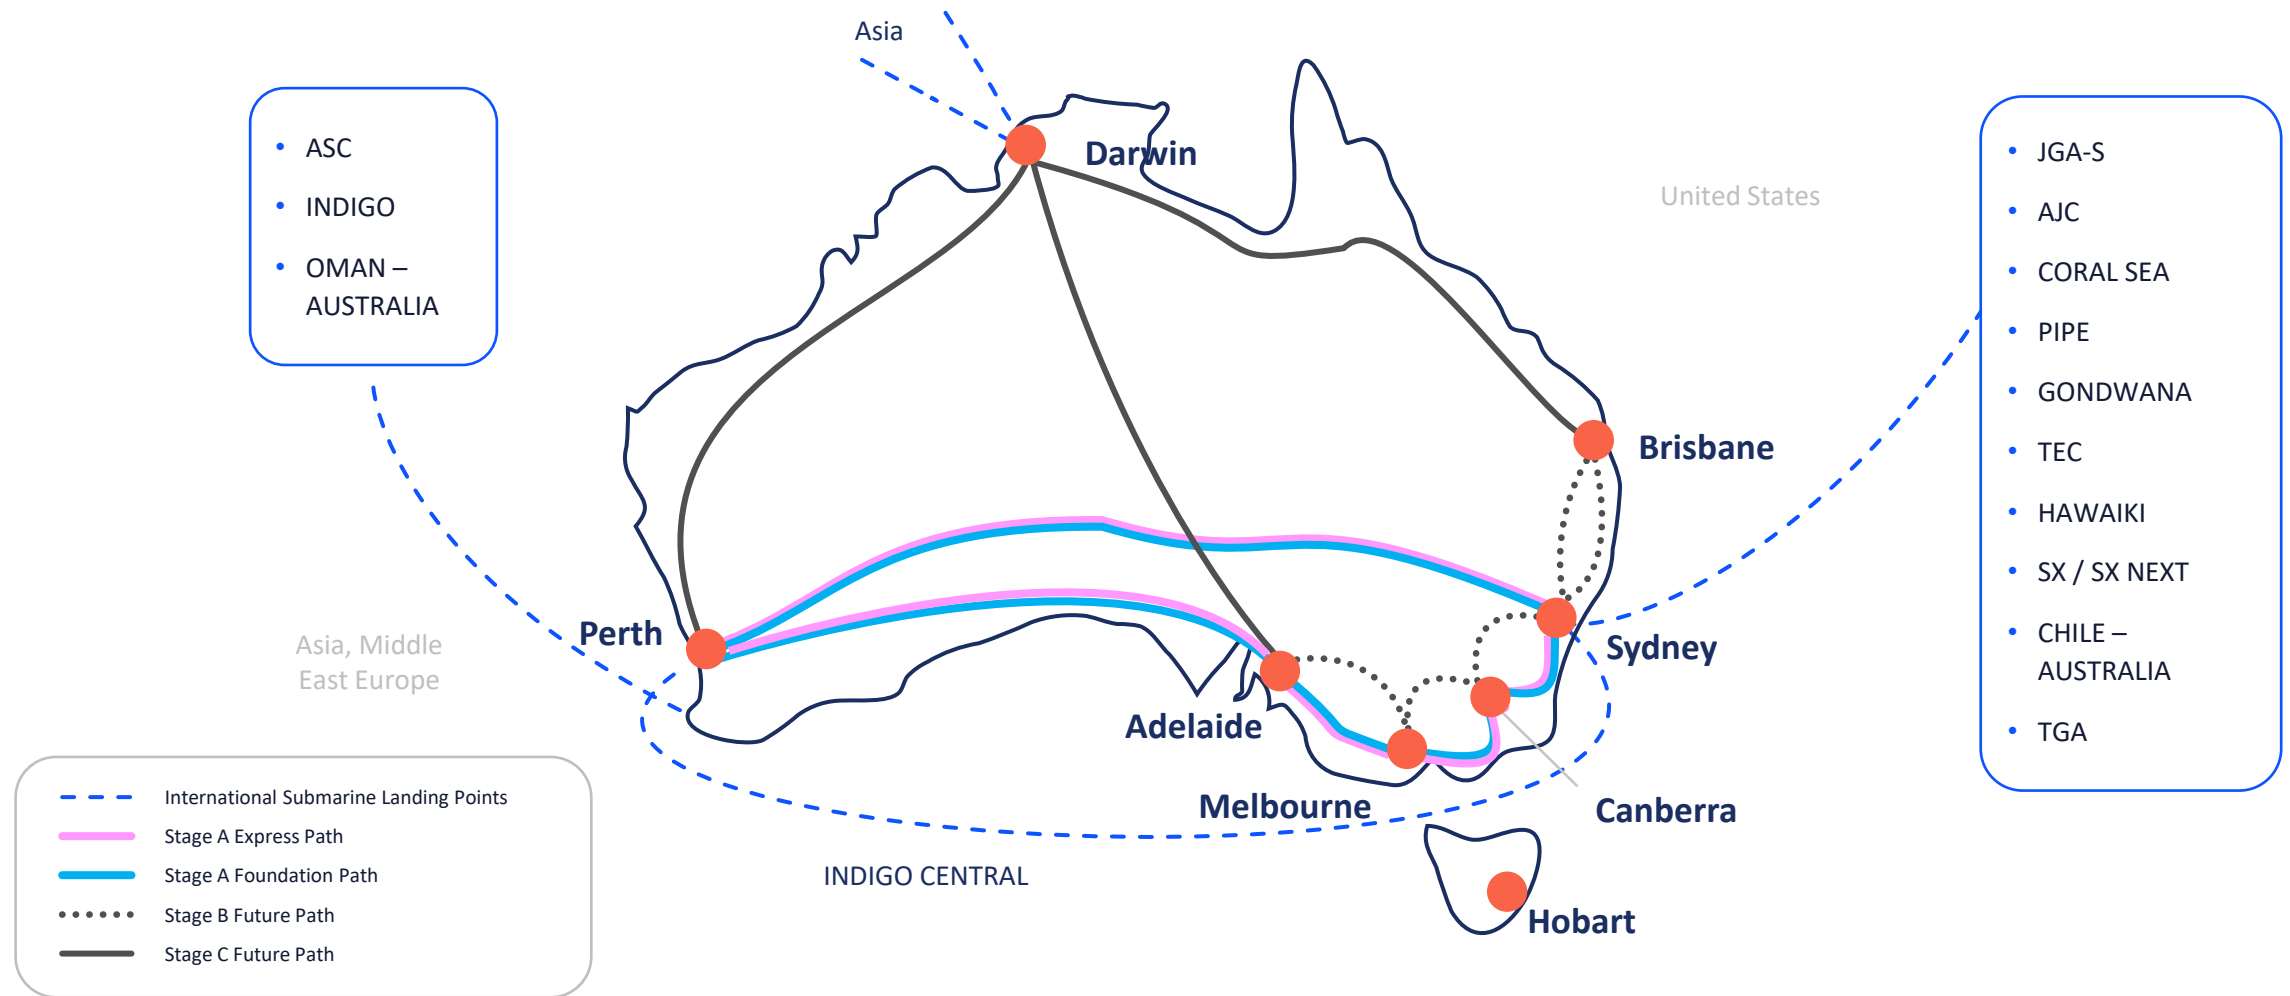 Asia
• ASC
• INDIGO
• OMAN –
AUSTRALIA
Darwin
United States
• JGA-S
• AJC
• CORAL SEA
• PIPE
• GONDWANA
• TEC
• HAWAIKI
• SX / SX NEXT
• CHILE –
AUSTRALIA
• TGA
Brisbane
Perth
Sydney
Asia, Middle
East Europe
Adelaide
Melbourne
Canberra
INDIGO CENTRAL
Hobart
International Submarine Landing Points
Stage A Express Path
Stage A Foundation Path
Stage B Future Path
Stage C Future Path